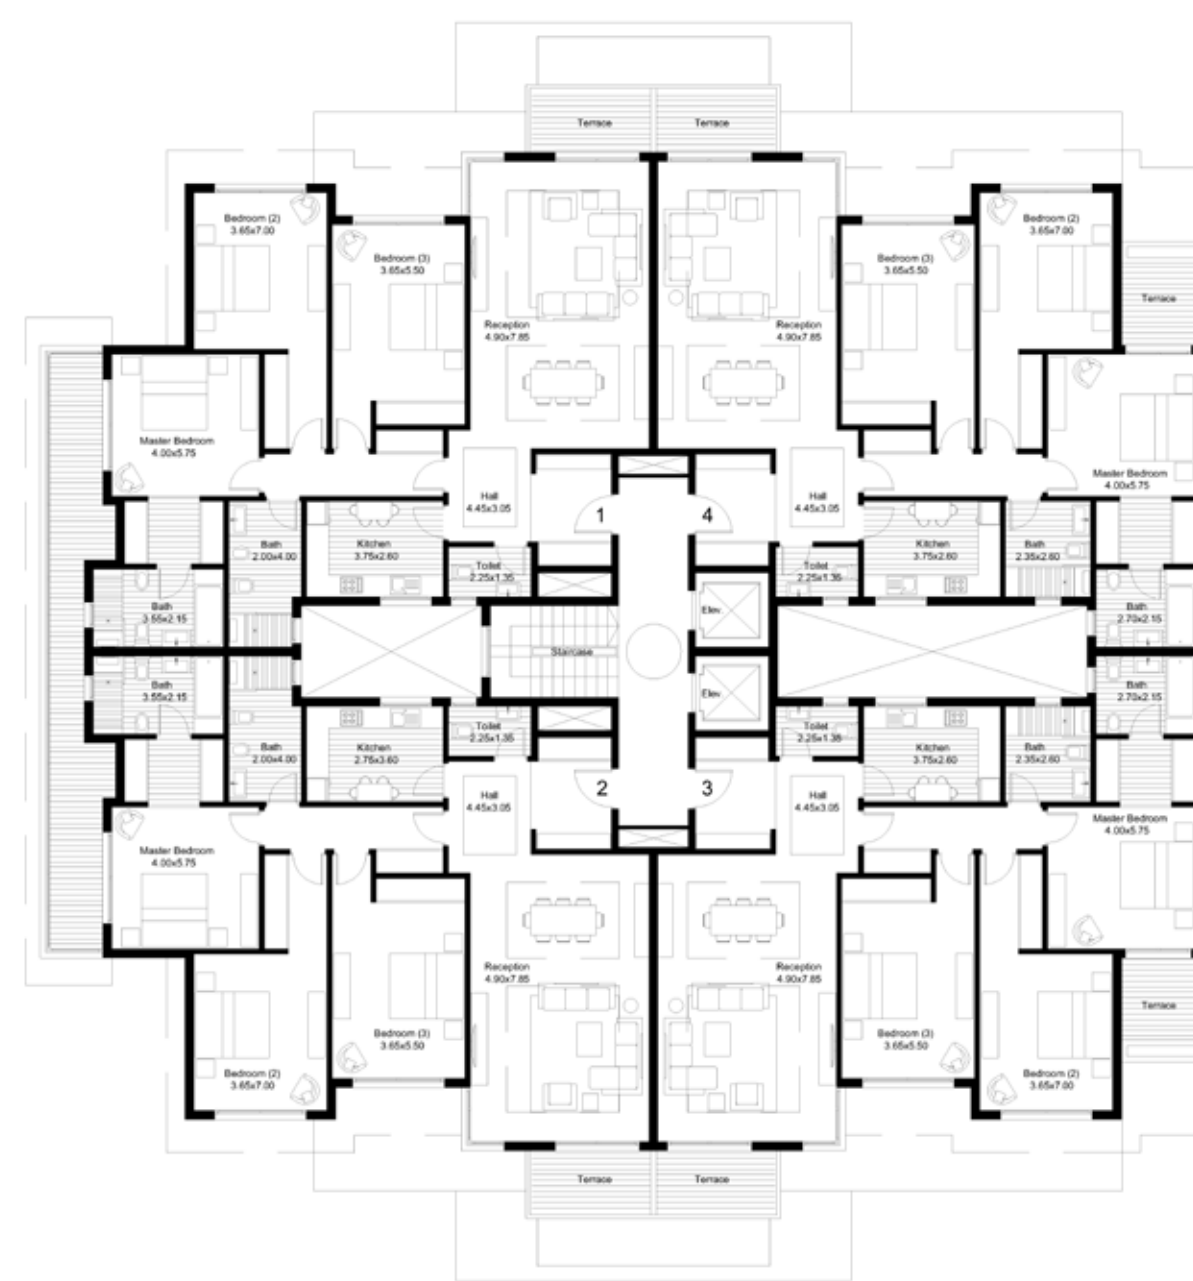 Terrace
Terrace
Bedroom (2)
3.65x7.00
Bedroom (2)
3.65x7.00
Bedroom (3)
3.65x5.50
Bedroom (3)
3.65x5.50
Terrace
Reception
4.90x7.85
Reception
4.90x7.85
Master Bedroom
4.00x5.75
Master Bedroom
4.00x5.75
Hall
4.45x3.05
1
4
Hall
4.45x3.05
Bath
2.00x4.00
Kitchen
3.75x2.60
Kitchen
3.75x2.60
Bath
2.35x2.60
Toilet
2.25x1.35
Toilet
2.25x1.35
Bath
3.55x2.15
Elev.
Bath
2.70x2.15
Staircase
Bath
3.55x2.15
Elev.
Bath
2.70x2.15
Toilet
2.25x1.35
Toilet
2.25x1.35
Bath
2.00x4.00
Kitchen
2.75x3.60
Kitchen
3.75x2.60
Bath
2.35x2.60
Hall
4.45x3.05
2
3
Hall
4.45x3.05
Master Bedroom
4.00x5.75
Master Bedroom
4.00x5.75
Reception
4.90x7.85
Reception
4.90x7.85
Terrace
Bedroom (3)
3.65x5.50
Bedroom (3)
3.65x5.50
Bedroom (2)
3.65x7.00
Bedroom (2)
3.65x7.00
Terrace
Terrace